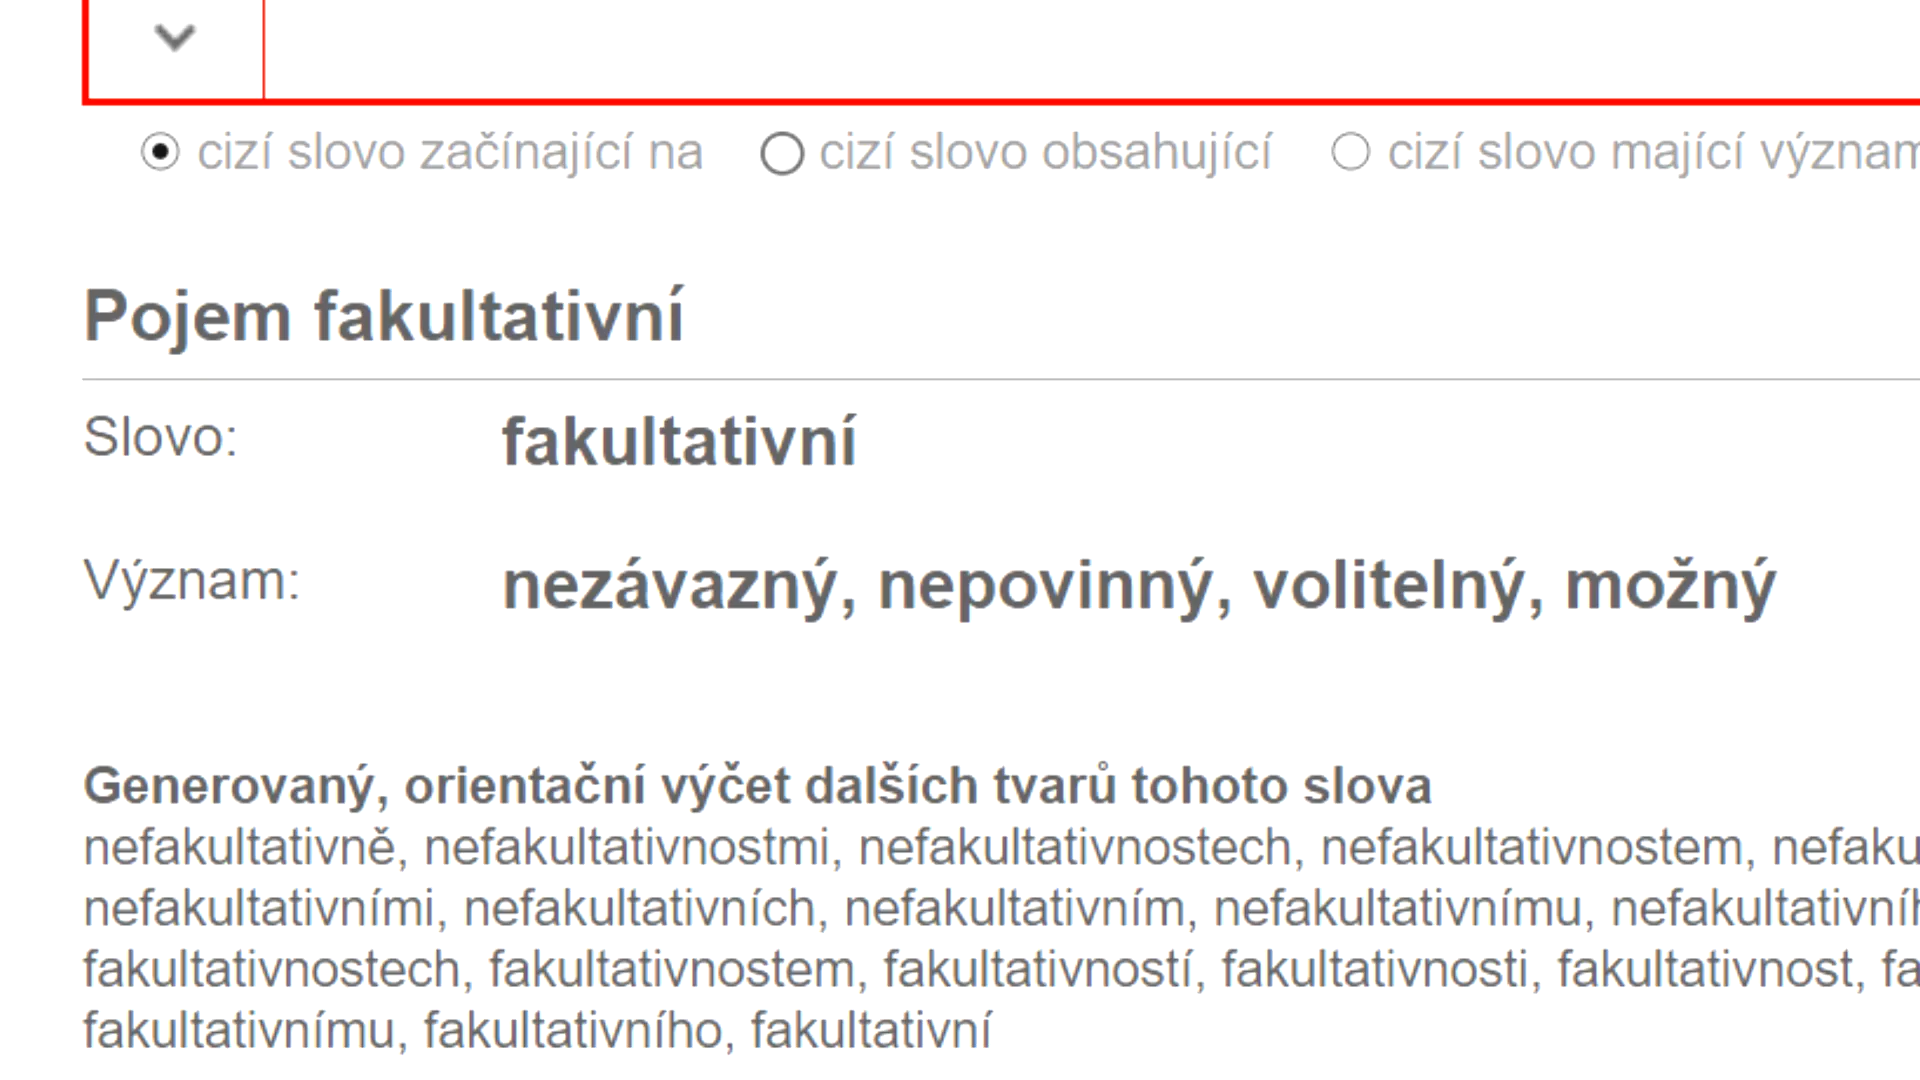 cizí slovo začínající na cizí slovo obsahující cizí slovo mající význam
Pojem fakultativní
Slovo: fakultativní
Význam: nezávazný, nepovinný, volitelný, možný
Generovaný, orientační výčet dalších tvarů tohoto slova
nefakultativně, nefakultativnostmi, nefakultativnostech, nefakultativnostem,
nefakultativními, nefakultativních, nefakultativním, nefakultativnímu,
fakultativnostech, fakultativnostem, fakultativností, fakultativnosti, fakultativnost,
fakultativnímu, fakultativního, fakultativní